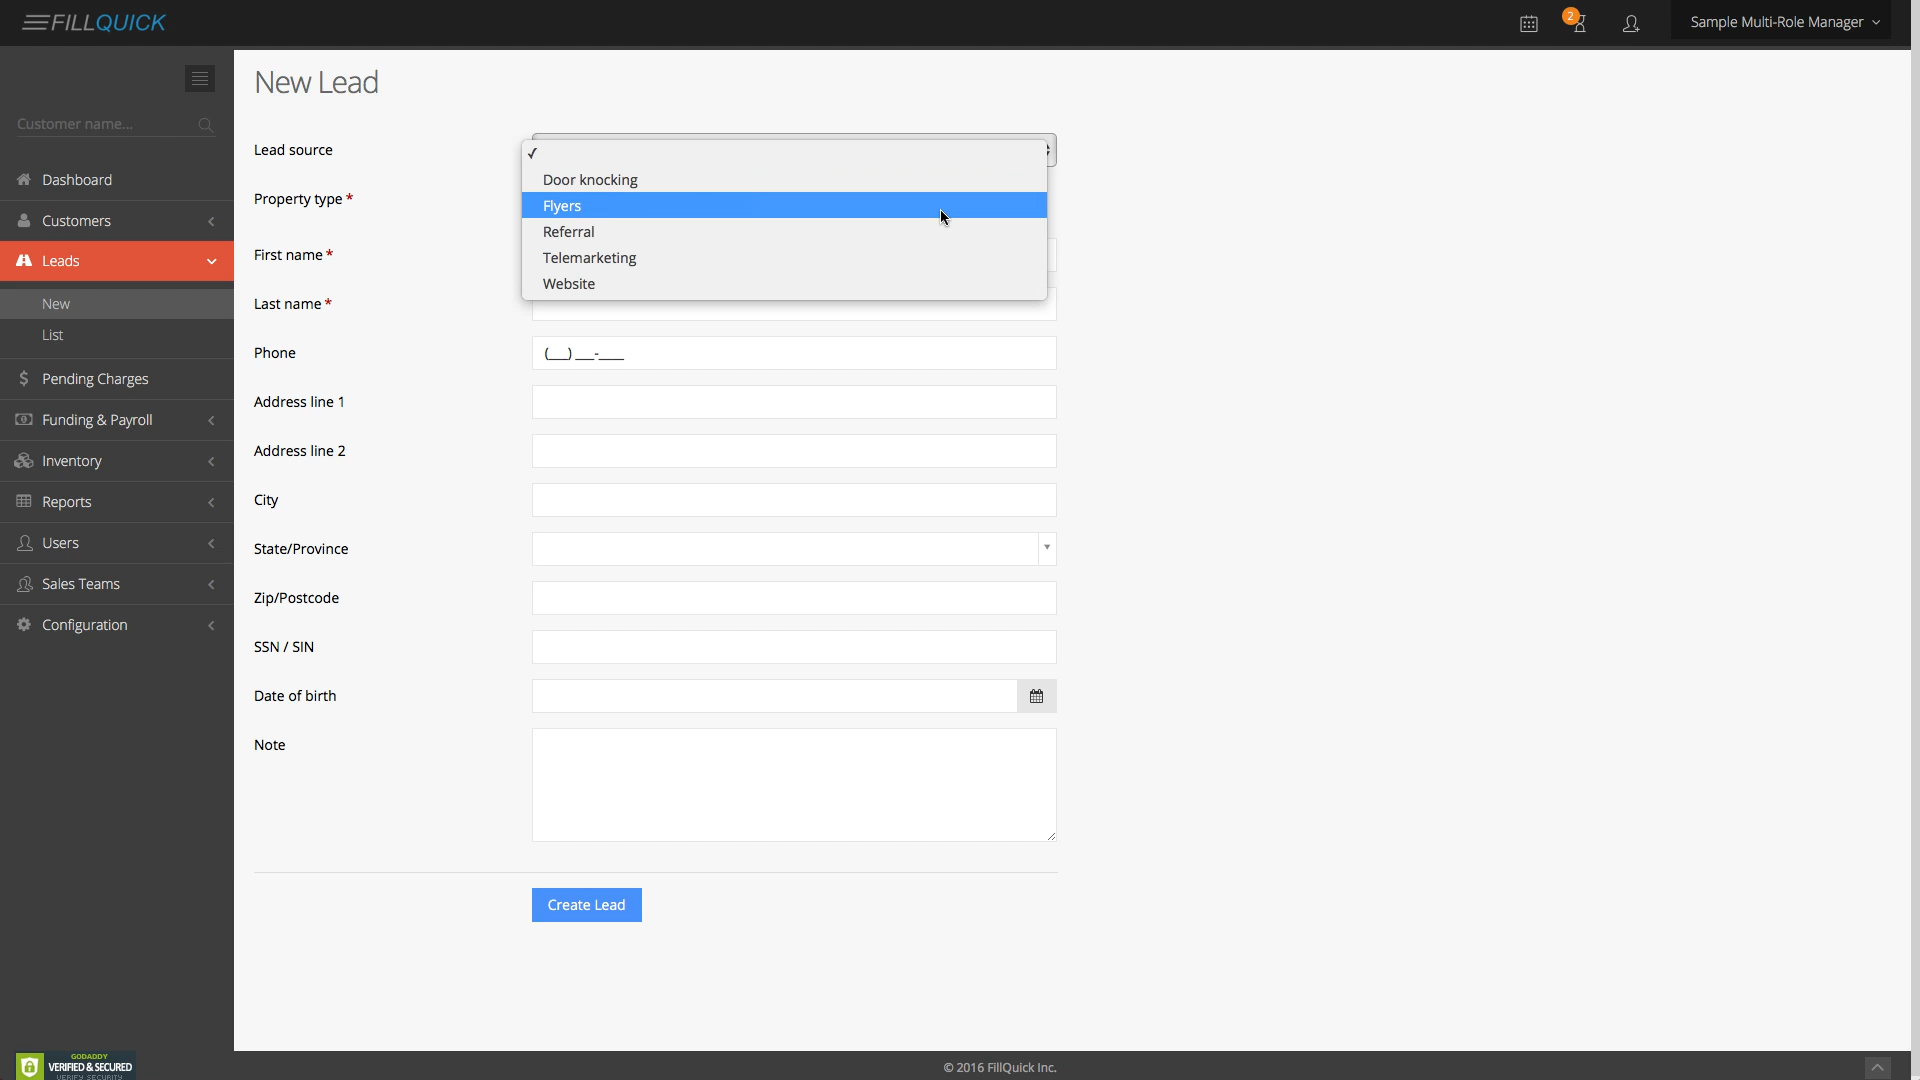 FILLQUICK
2
Sample Multi-Role Manager
New Lead
Customer name...
Dashboard
Customers
Leads
New
List
Pending Charges
Funding & Payroll
Inventory
Reports
Users
Sales Teams
Configuration
Lead source
✓
Door knocking
Flyers
Referral
Telemarketing
Website
Property type *
First name *
Last name *
Phone
(___) ___-____
Address line 1
Address line 2
City
State/Province
Zip/Postcode
SSN / SIN
Date of birth
Note
Create Lead
GODADDY
VERIFIED & SECURED
VERIFY SECURITY
© 2016 FillQuick Inc.